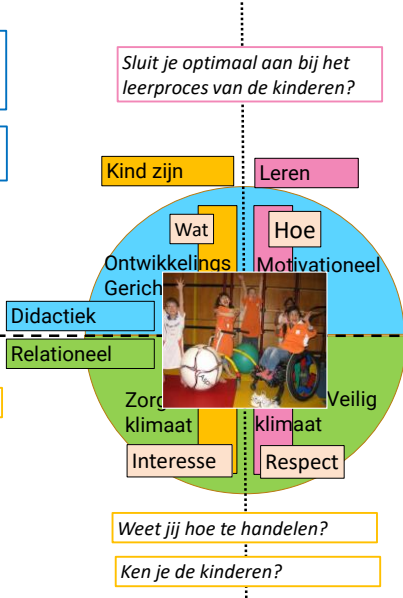 Sluit je optimaal aan bij het
leerproces van de kinderen?
Kind zijn
Leren
Wat
Hoe
Ontwikkelings
Gerich
Motivationeel
Didactiek
Relationeel
Zorg
klimaat
Veilig
klimaat
Interesse
Respect
Weet jij hoe te handelen?
Ken je de kinderen?